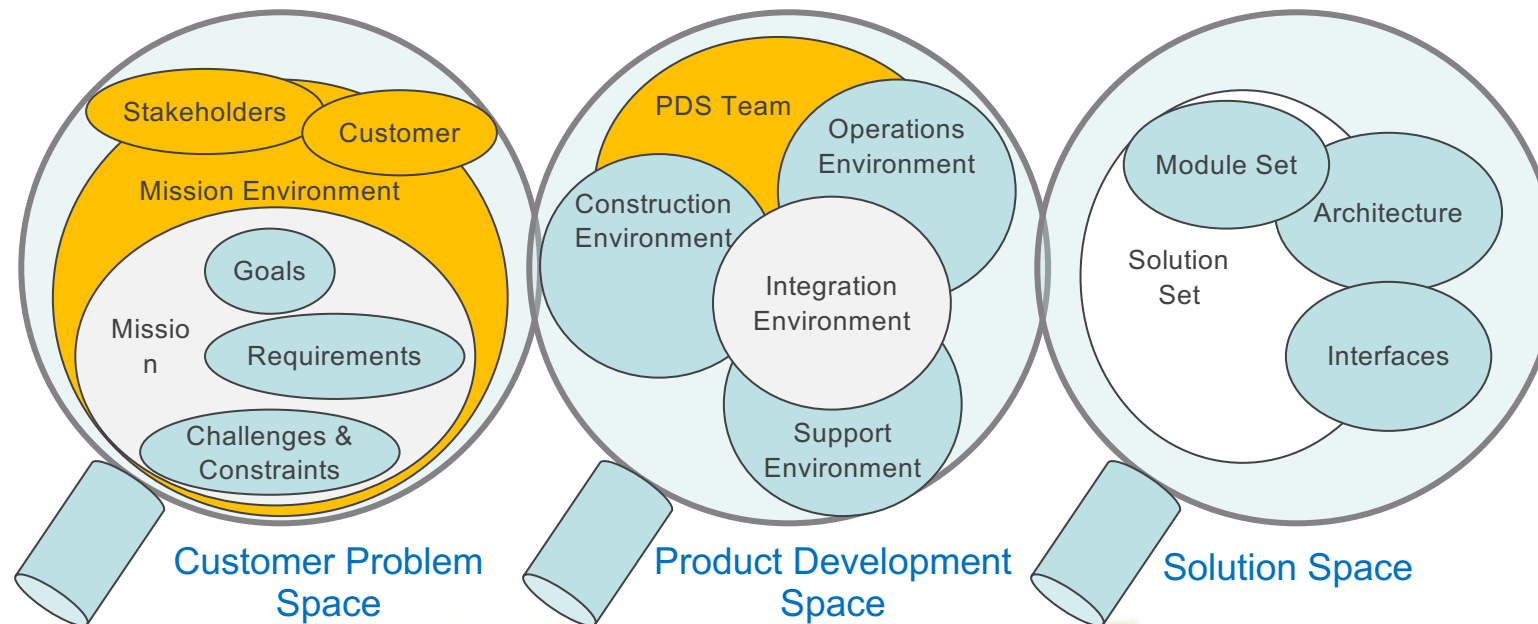 Stakeholders
Customer
Mission Environment
Goals
Missio
n
Requirements
Challenges &
Constraints
Customer Problem
Space
PDS Team
Operations
Environment
Construction
Environment
Integration
Environment
Support
Environment
Product Development
Space
Module Set
Architecture
Solution
Set
Interfaces
Solution Space